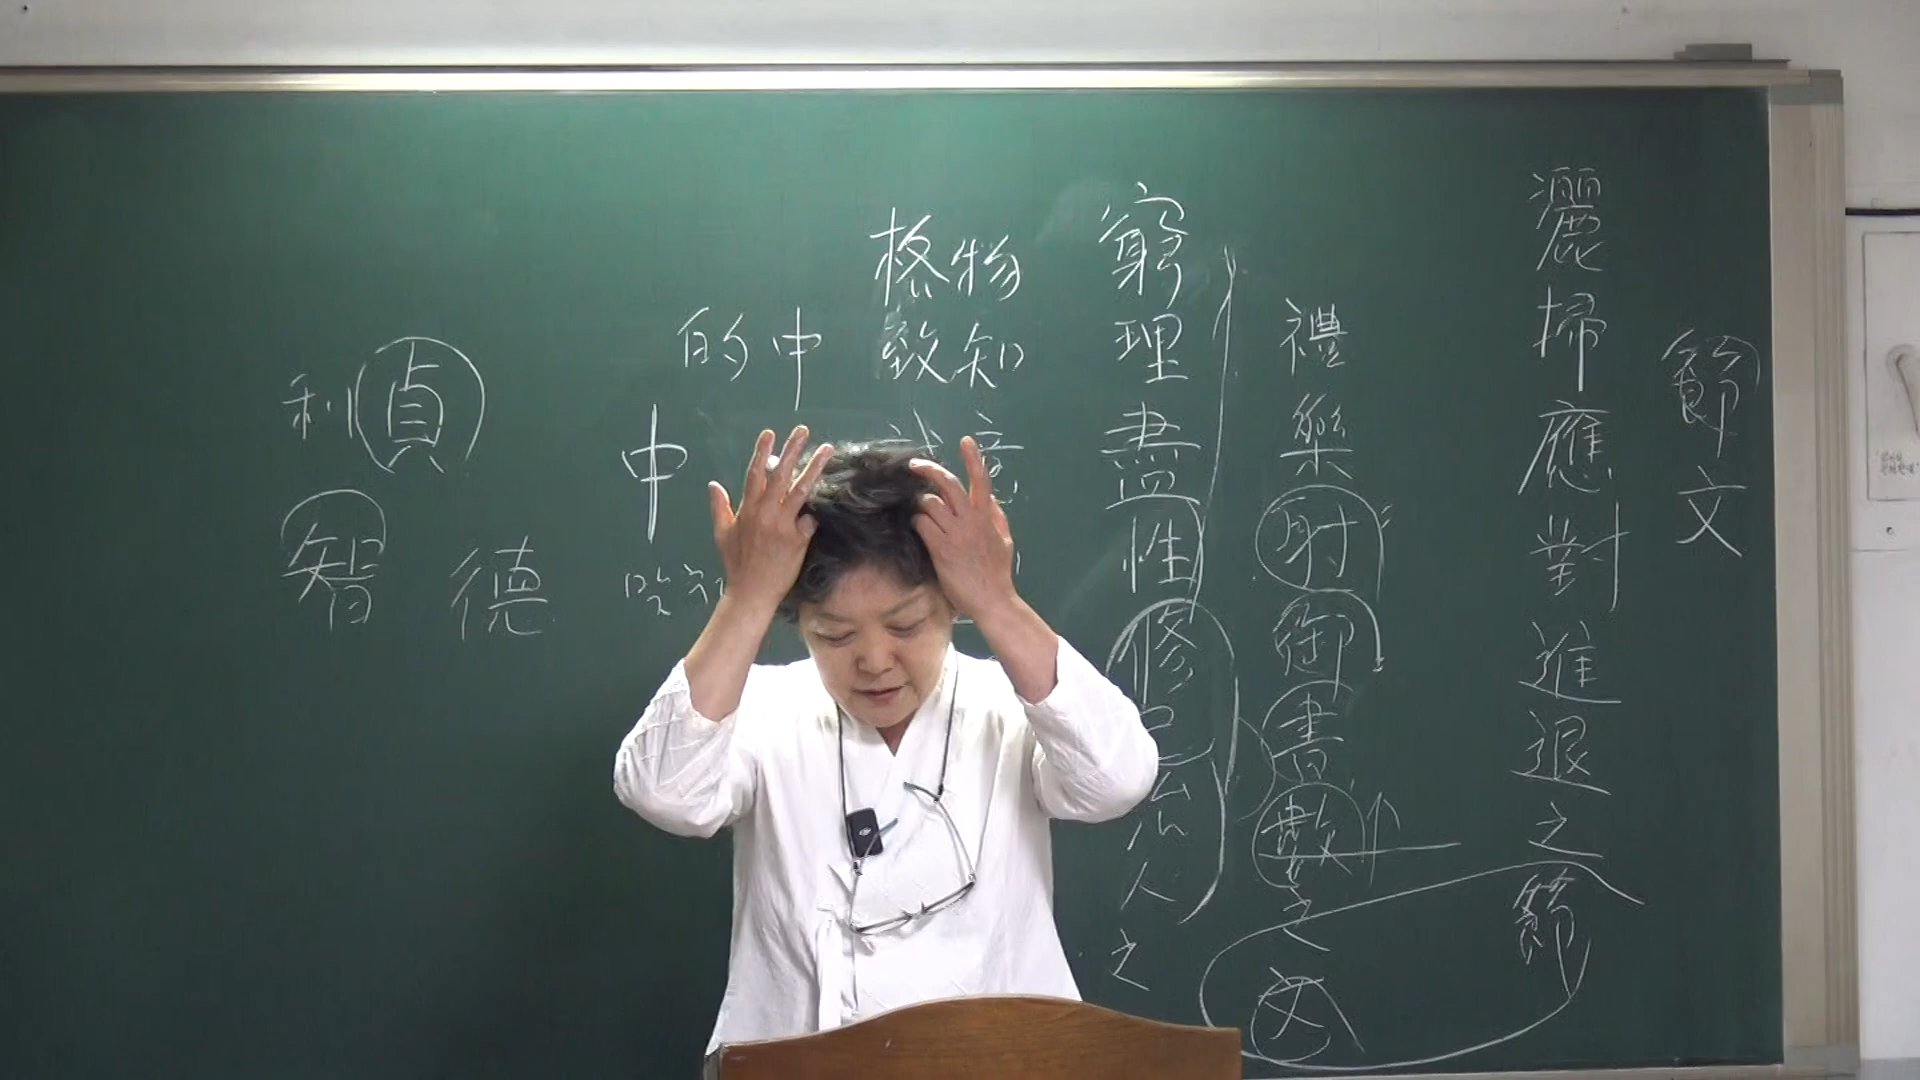 節文
灑掃應對進退之節
禮樂射御書數之文
窮理盡性修己治人之
格物
致知
意
的中
中
利貞
智
德